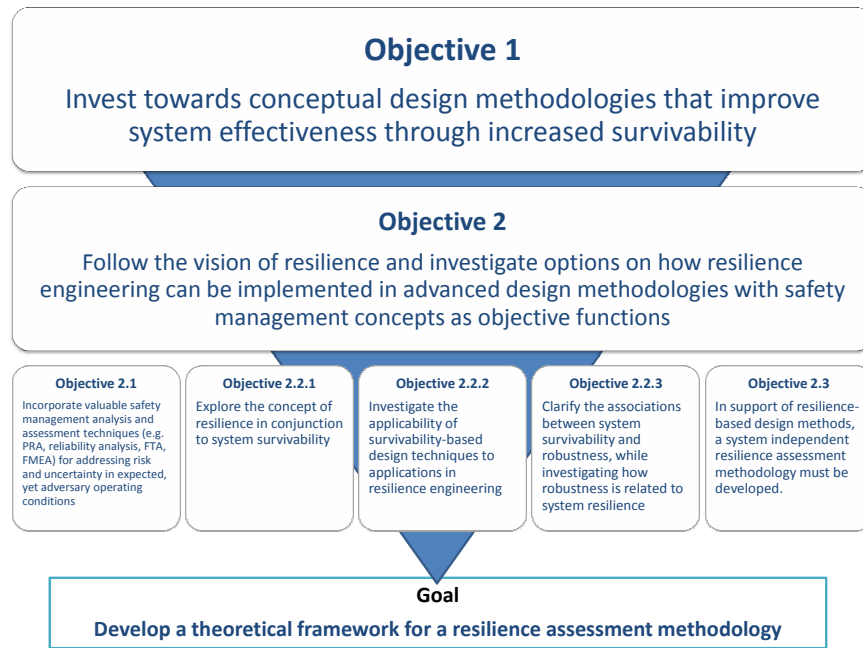 Objective 1
Invest towards conceptual design methodologies that improve
system effectiveness through increased survivability
Objective 2
Follow the vision of resilience and investigate options on how resilience
engineering can be implemented in advanced design methodologies with safety
management concepts as objective functions
Objective 2.1
Incorporate valuable safety
management analysis and
assessment techniques (e.g.
PRA, reliability analysis, FTA,
FMEA) for addressing risk
and uncertainty in expected,
yet adversary operating
conditions
Objective 2.2.1
Explore the concept of
resilience in conjunction
to system survivability
Objective 2.2.2
Investigate the
applicability of
survivability-based
design techniques to
applications in
resilience engineering
Objective 2.2.3
Clarify the associations
between system
survivability and
robustness, while
investigating how
robustness is related to
system resilience
Objective 2.3
In support of resilience-
based design methods,
a system independent
resilience assessment
methodology must be
developed.
Goal
Develop a theoretical framework for a resilience assessment methodology